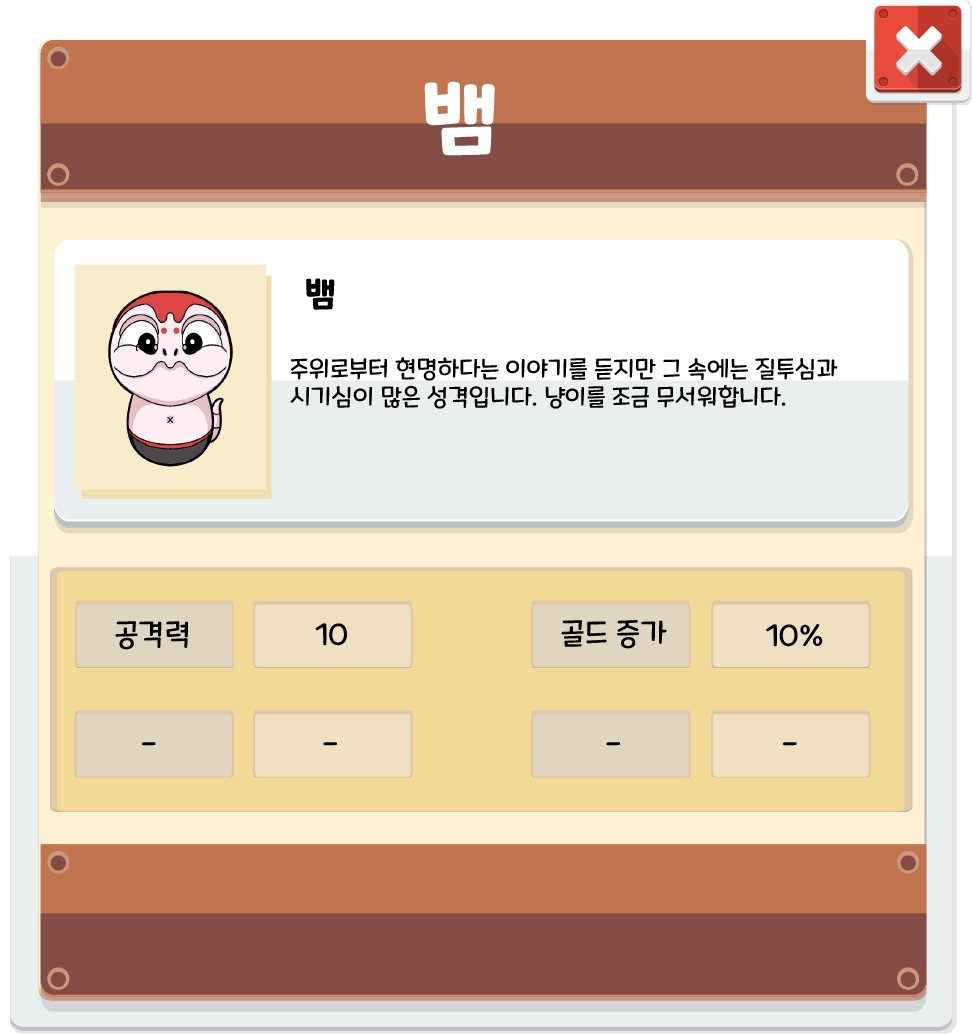 뱀
뱀
주위로부터 현명하다는 이야기를 듣지만 그 속에는 질투심과
시기심이 많은 성격입니다. 냥이를 조금 무서워합니다.
공격력 10 골드 증가 10%
- - - -